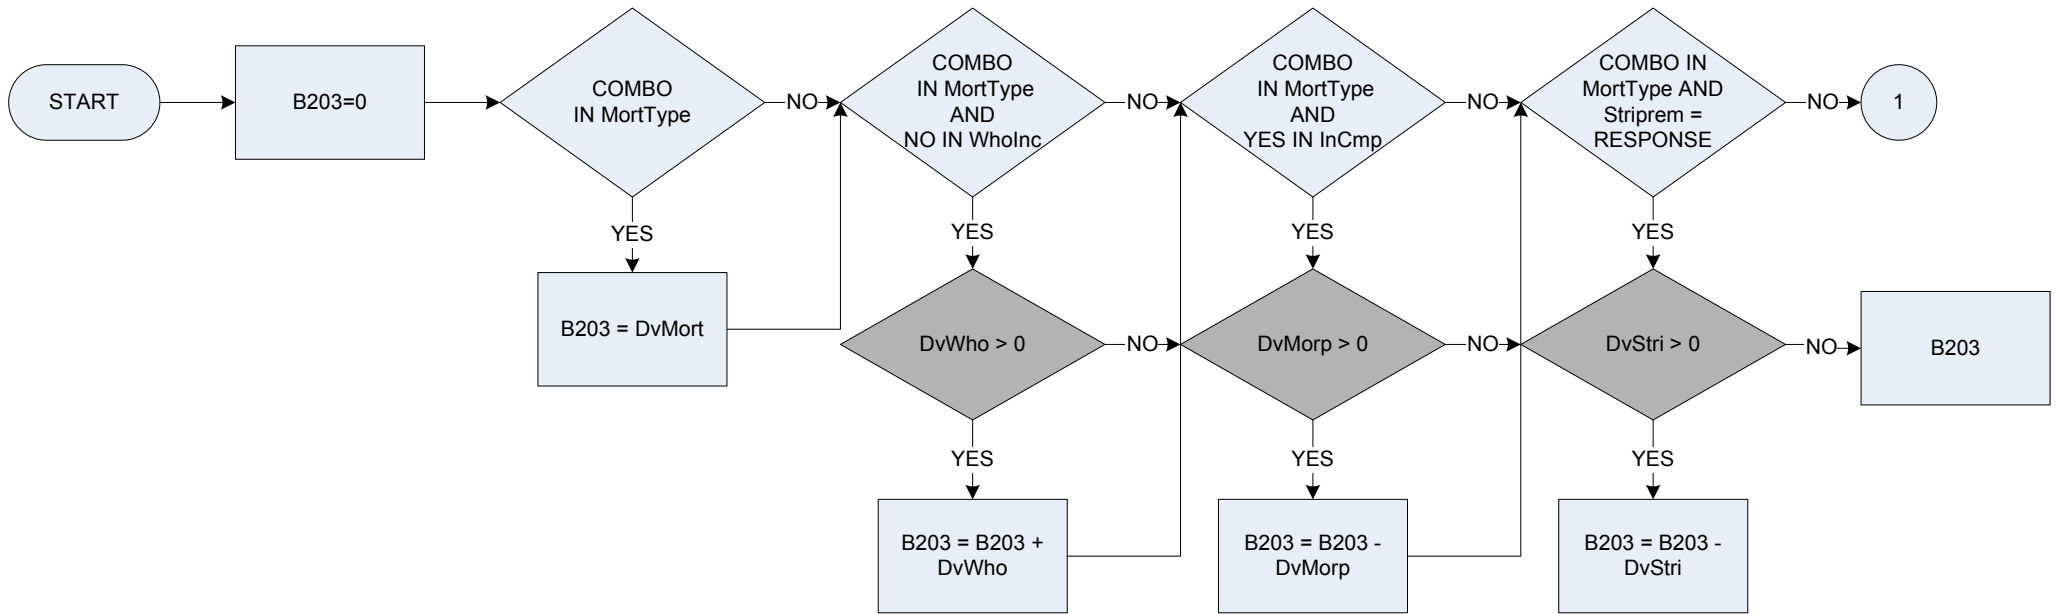 START
B203=0
COMBO
IN MortType
NO
COMBO
IN MortType
AND
NO IN WhoInc
NO
COMBO
IN MortType
AND
YES IN InCmp
NO
COMBO IN
MortType AND
Striprem =
RESPONSE
NO
1
YES
YES
YES
YES
B203 = DvMort
DvWho > 0
NO
DvMorp > 0
NO
DvStri > 0
NO
B203
YES
YES
YES
B203 = B203 +
DvWho
B203 = B203 -
DvMorp
B203 = B203 -
DvStri